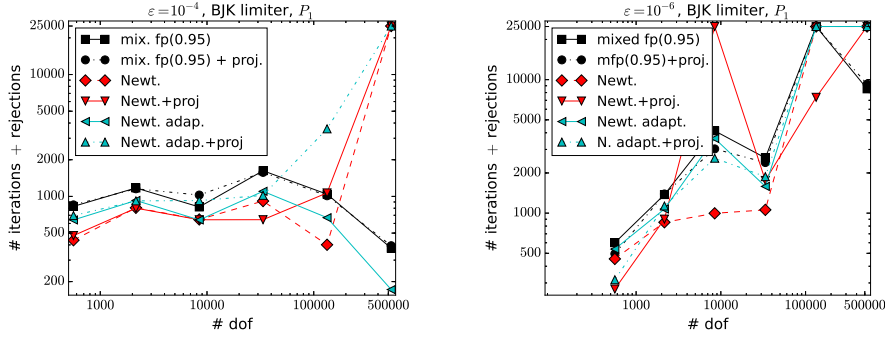 ε=10⁻⁴, BJK limiter, P₁
# iterations + rejections
25000
10000
5000
2000
1000
500
200
mix. fp(0.95)
mix. fp(0.95) + proj.
Newt.
Newt.+proj
Newt. adap.
Newt. adap.+proj
1000
10000
100000
500000
# dof
ε=10⁻⁶, BJK limiter, P₁
# iterations + rejections
25000
10000
5000
2000
1000
500
mixed fp(0.95)
mfp(0.95)+proj.
Newt.
Newt.+proj.
Newt. adapt.
N. adapt.+proj.
1000
10000
100000
500000
# dof